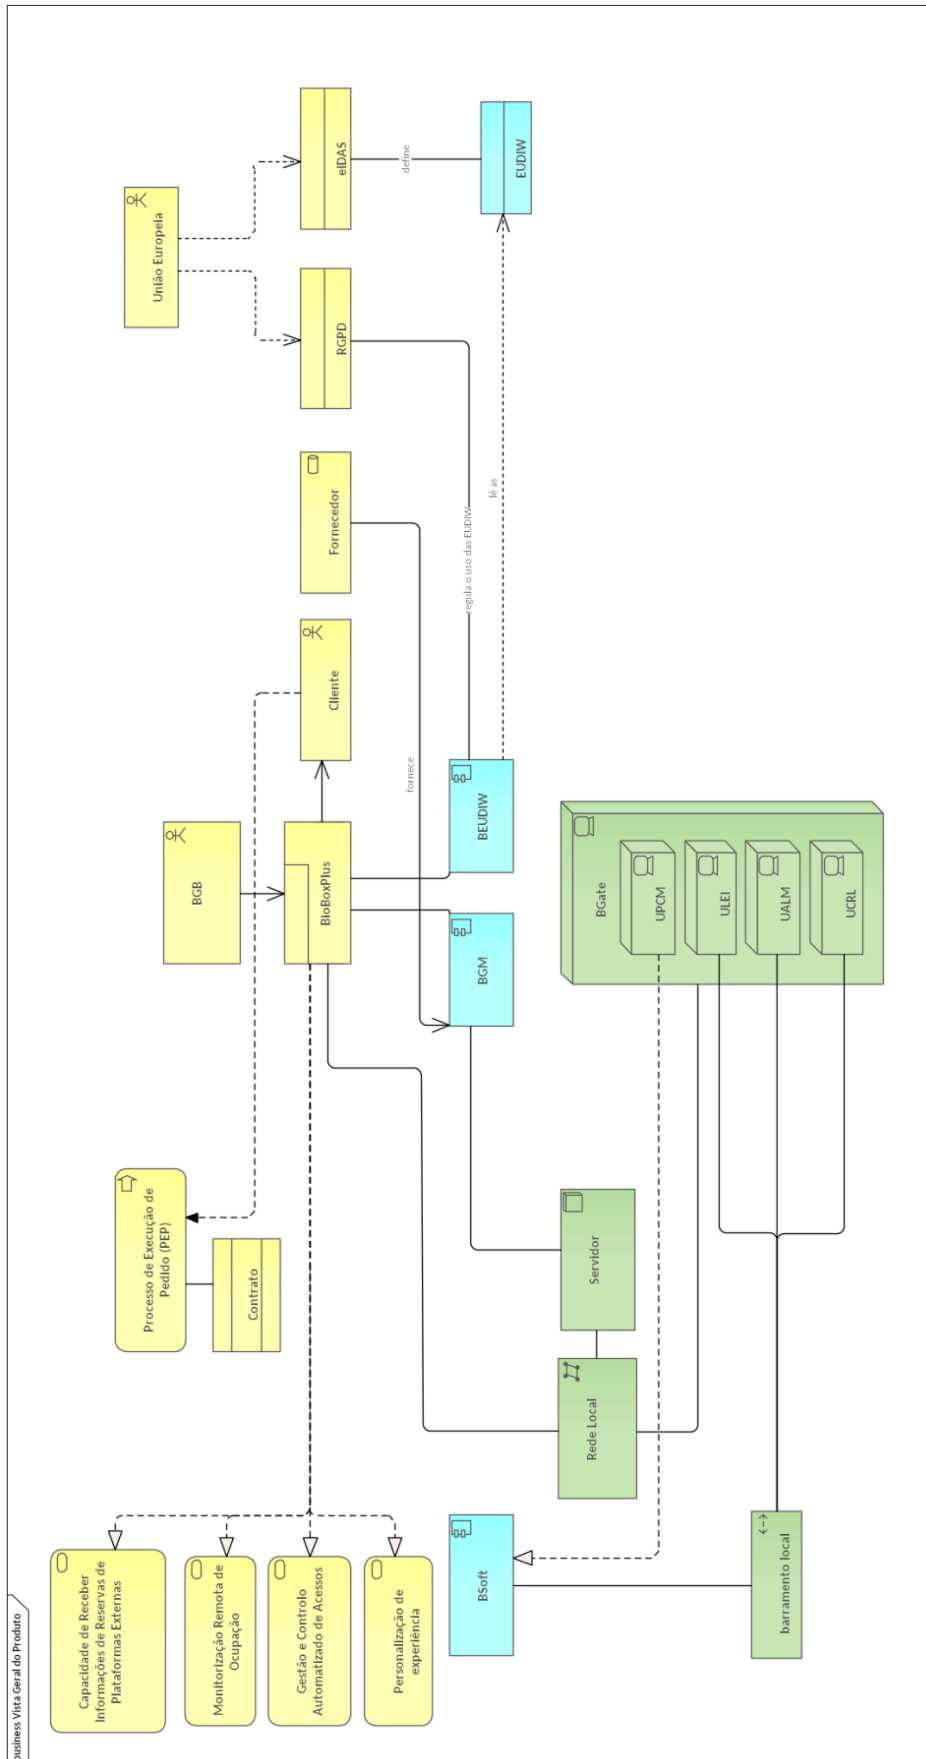 business Vista Geral do Produto
Capacidade de Receber
Informações de Reservas de
Plataformas Externas
Monitorização Remota de
Ocupação
Gestão e Controlo
Automatizado de Acessos
Personalização de
experiência
Processo de Execução de
Pedido (PEP)
Contrato
BGB
BloBoxPlus
Cliente
Fornecedor
União Europeia
RGPD
eIDAS
define
EUDIW
regula o uso das EUDIW
lê as
fornece
BEUDIW
BGM
Servidor
Rede Local
BSoft
barramento local
BGate
UPCM
ULEI
UALM
UCRL